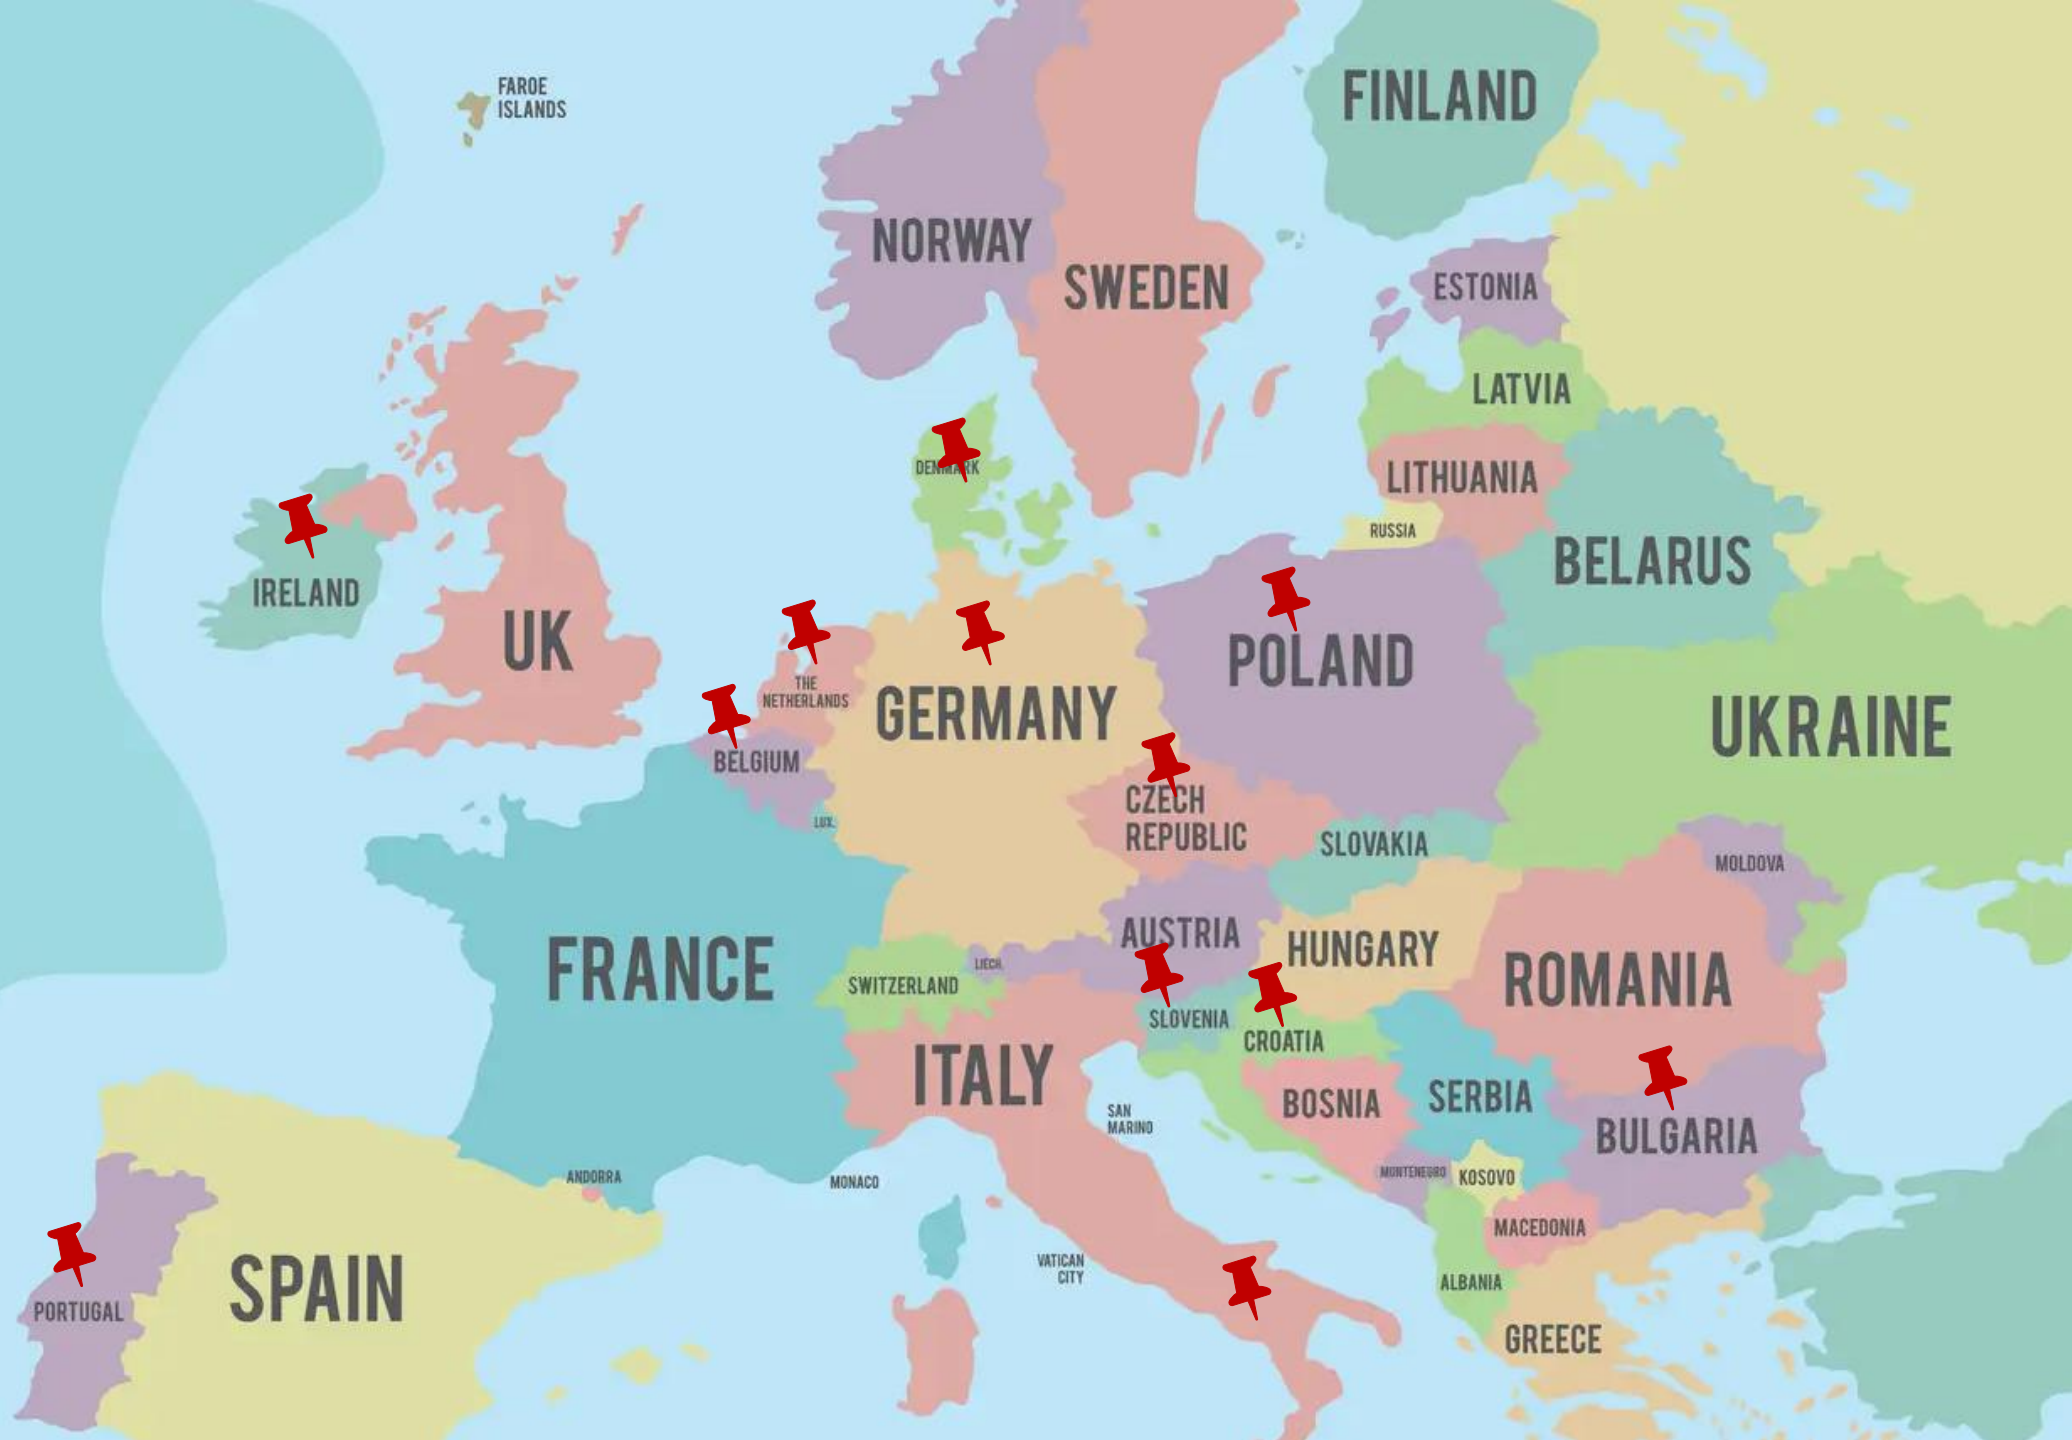 FAROE
ISLANDS
FINLAND
NORWAY
SWEDEN
ESTONIA
LATVIA
DENMARK
LITHUANIA
RUSSIA
BELARUS
IRELAND
UK
POLAND
THE
NETHERLANDS
GERMANY
UKRAINE
BELGIUM
CZECH
REPUBLIC
LUX.
SLOVAKIA
MOLDOVA
AUSTRIA
HUNGARY
FRANCE
LIECH.
SWITZERLAND
ROMANIA
SLOVENIA
CROATIA
ITALY
BOSNIA
SERBIA
SAN
MARINO
BULGARIA
ANDORRA
MONACO
MONTENEGRO
KOSOVO
MACEDONIA
VATICAN
CITY
SPAIN
ALBANIA
PORTUGAL
GREECE